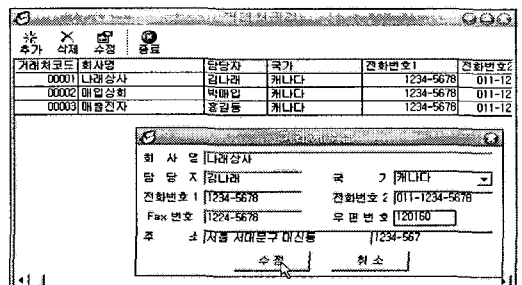 추가 삭제 수정 종료
거래처코드 회사명 담당자 국가 전화번호1 전화번호2
00001 나래상사 김나래 캐나다 1234-5678 011-12
00002 매입상회 박매입 캐나다 1234-5678 011-12
00003 매출전자 홍길동 캐나다 1234-5678 011-12
회 사 명 나래상사
담 당 자 김나래 국 가 캐나다
전화번호 1 1234-5678 전화번호 2 011-1234-5678
Fax 번호 1224-5678 우 편 번 호 120160
주 소 서울 서대문구 대신동 1234-567
수 정 취 소